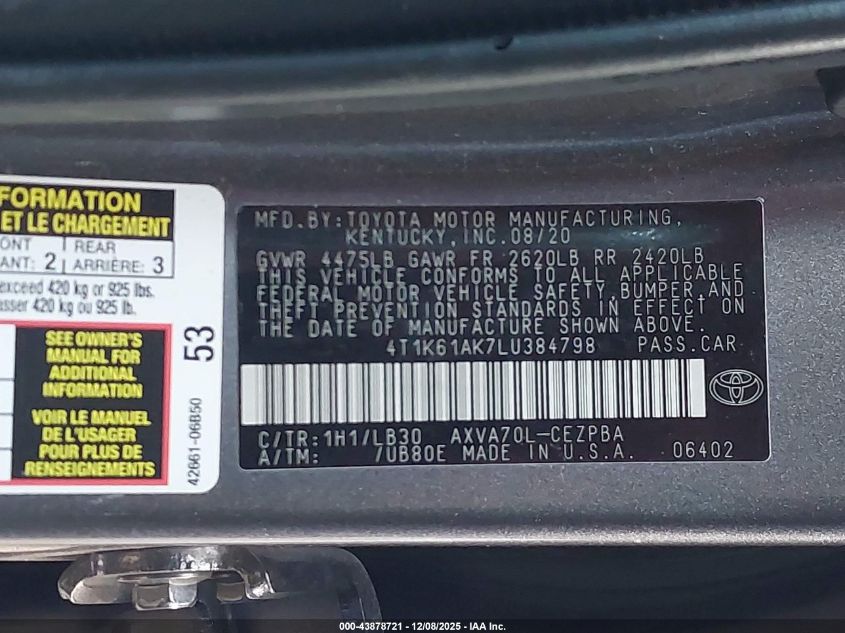 FORMATION
ET LE CHARGEMENT
ONT
REAR
ANT: 2
ARRIÈRE: 3
exceed 420 kg or 925 lbs.
asser 420 kg ou 925 lb.
SEE OWNER'S
MANUAL FOR
ADDITIONAL
INFORMATION
VOIR LE MANUEL
DE L'USAGER
POUR PLUS DE
RENSEIGNEMENTS
53
42661-06B50
MFD.BY:TOYOTA MOTOR MANUFACTURING,
KENTUCKY,INC.08/20
GVWR 4475LB GAWR FR 2620LB RR 2420LB
THIS VEHICLE CONFORMS TO ALL APPLICABLE
FEDERAL MOTOR VEHICLE SAFETY,BUMPER,AND
THEFT PREVENTION STANDARDS IN EFFECT ON
THE DATE OF MANUFACTURE SHOWN ABOVE.
4T1K61AK7LU384798 PASS.CAR
C/TR:1H1/LB30 AXVA70L-CEZPBA
A/TM: 7UB80E MADE IN U.S.A. 06402
000-43878721 | 12/08/2025 - IAA Inc.